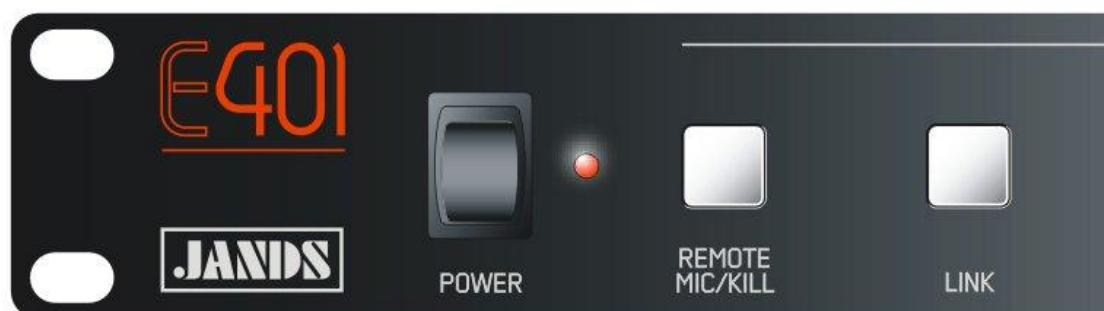 E401
JANDS
POWER
REMOTE
MIC/KILL
LINK